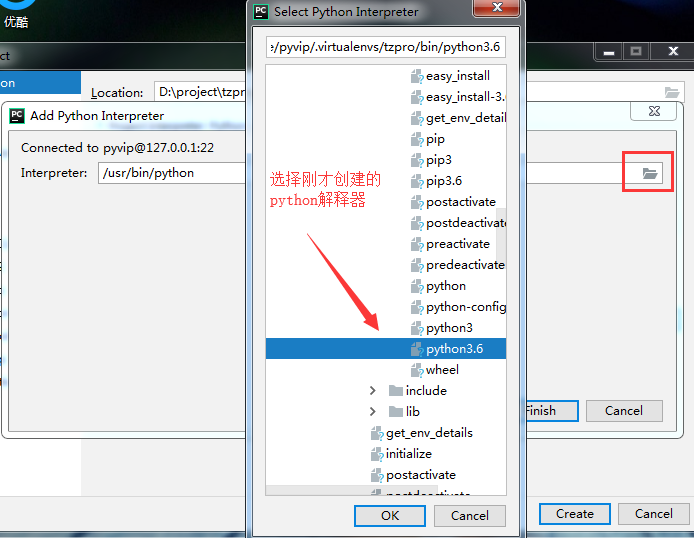 优酷
Select Python Interpreter
:/pyvip/.virtualenvs/tzpro/bin/python3.6
Location: D:\project\tzpr
Add Python Interpreter
Connected to pyvip@127.0.0.1:22
Interpreter: /usr/bin/python
选择刚才创建的
python解释器
easy_install
easy_install-3.
get_env_detail
pip
pip3
pip3.6
postactivate
postdeactivate
preactivate
predeactivate
python
python-config
python3
python3.6
wheel
include
lib
get_env_details
initialize
postactivate
OK
Cancel
Finish
Cancel
Create
Cancel